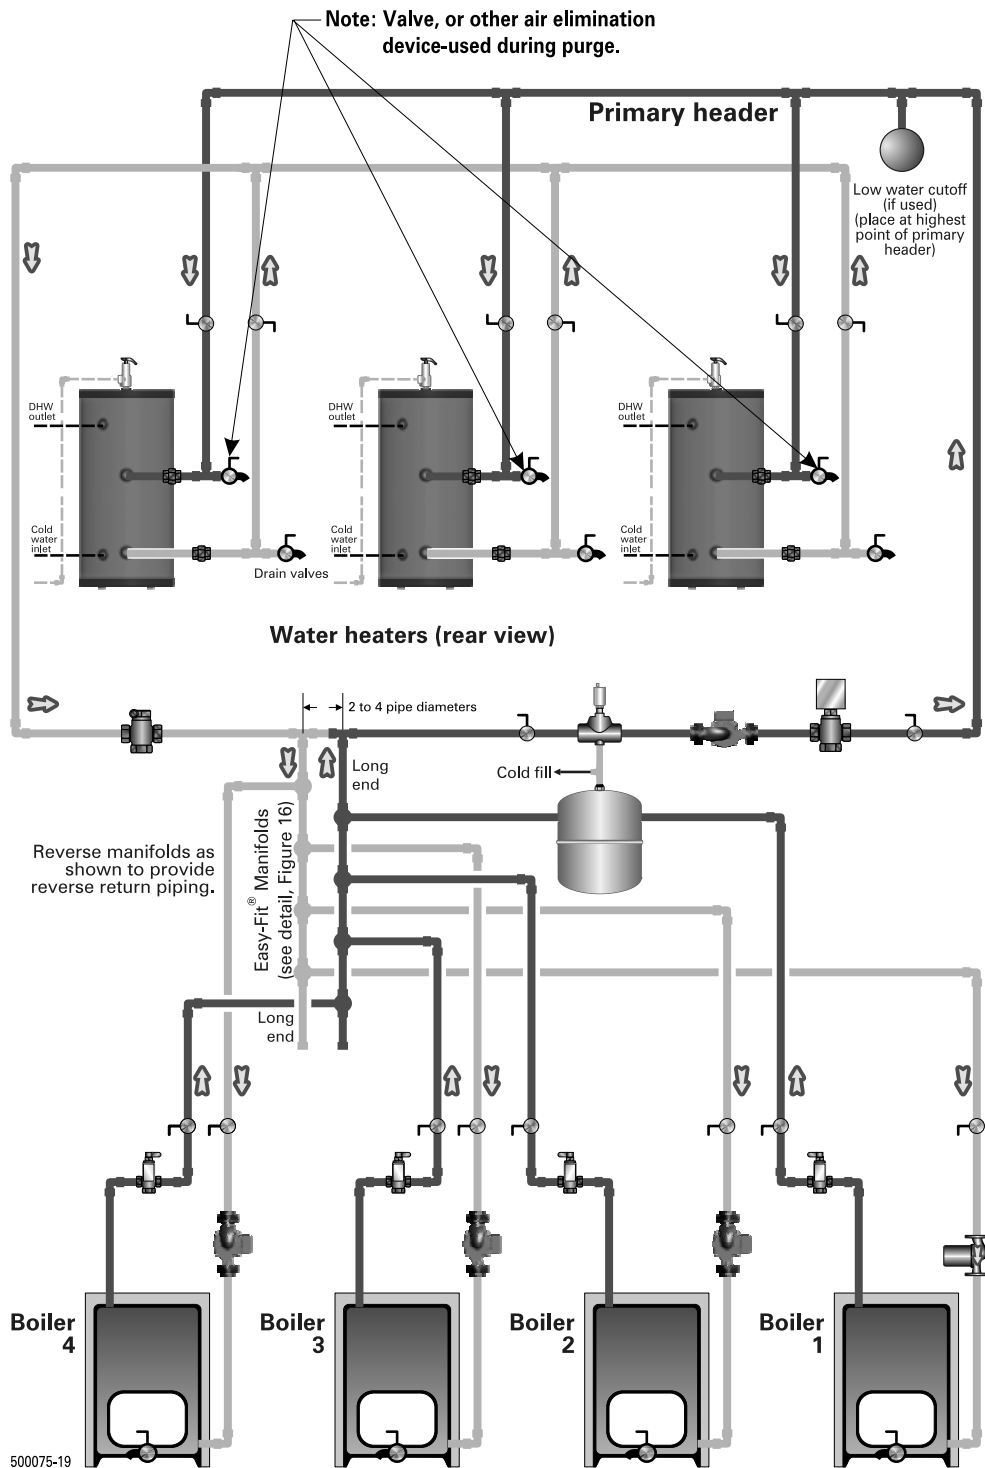 Note: Valve, or other air elimination
device-used during purge.
Primary header
Low water cutoff
(if used)
(place at highest
point of primary
header)
DHW
outlet
DHW
outlet
DHW
outlet
Cold
water
inlet
Cold
water
inlet
Cold
water
inlet
Drain valves
Water heaters (rear view)
2 to 4 pipe diameters
Long
end
Cold fill
Reverse manifolds as
shown to provide
reverse return piping.
Easy-Fit® Manifolds
(see detail, Figure 16)
Long
end
Boiler
4
Boiler
3
Boiler
2
Boiler
1
500075-19